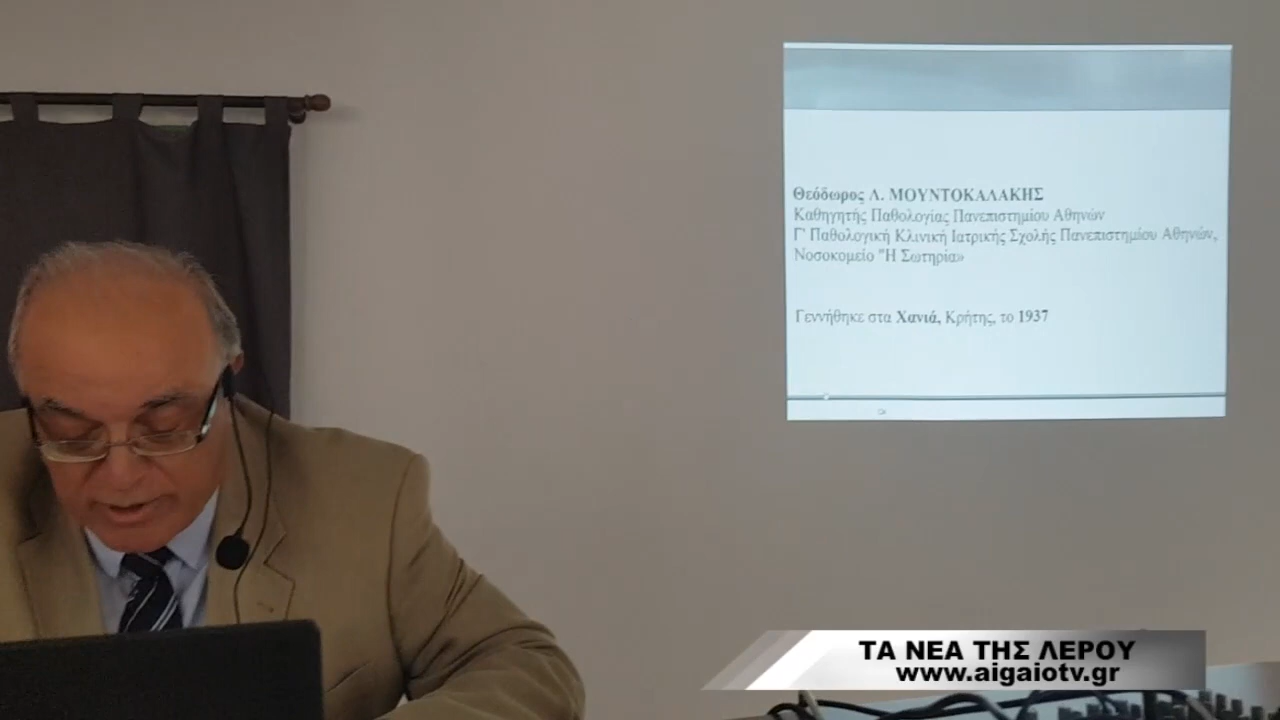 Θεόδωρος Λ. ΜΟΥΝΤΟΚΑΛΑΚΗΣ
Καθηγητής Παθολογίας Πανεπιστημίου Αθηνών
Γ' Παθολογική Κλινική Ιατρικής Σχολής Πανεπιστημίου Αθηνών,
Νοσοκομείο "Η Σωτηρία»
Γεννήθηκε στα Χανιά, Κρήτης, το 1937
ΤΑ ΝΕΑ ΤΗΣ ΛΕΡΟΥ
www.aigaiotv.gr